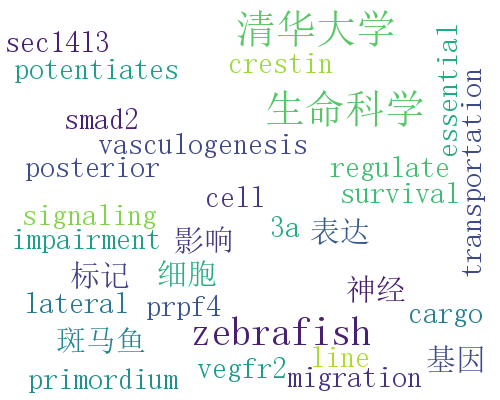 清华大学
sec14l3
crestin
potentiates
essential
transportation
生命科学
smad2
vasculogenesis
posterior
regulate
survival
cell
signaling
3a
表达
impairment
影响
标记
细胞
神经
lateral
prpf4
cargo
斑马鱼
zebrafish
基因
line
vegfr2
primordium
migration